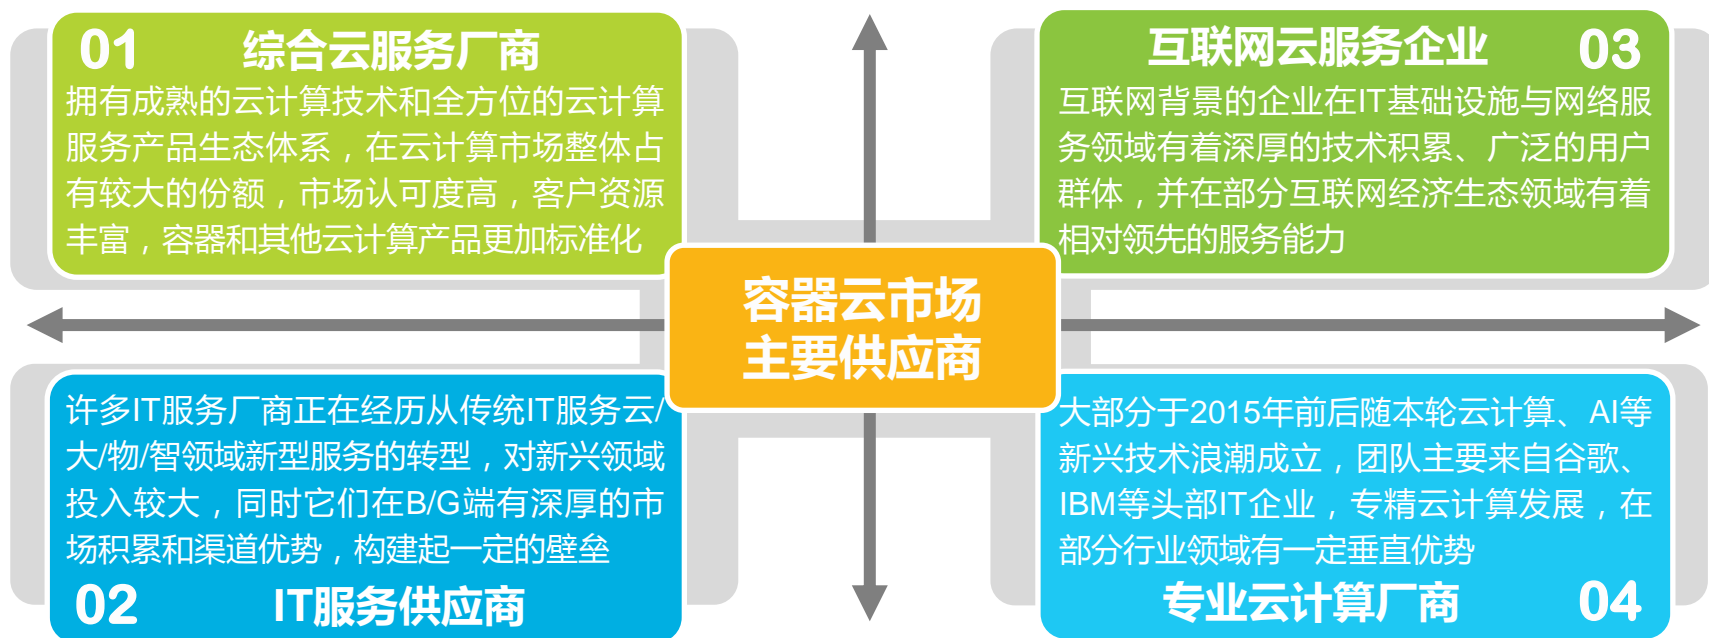 01 综合云服务厂商
拥有成熟的云计算技术和全方位的云计算
服务产品生态体系，在云计算市场整体占
有较大的份额，市场认可度高，客户资源
丰富，容器和其他云计算产品更加标准化
互联网云服务企业 03
互联网背景的企业在IT基础设施与网络服
务领域有着深厚的技术积累、广泛的用户
群体，并在部分互联网经济生态领域有着
相对领先的服务能力
容器云市场
主要供应商
许多IT服务厂商正在经历从传统IT服务云/
大/物/智领域新型服务的转型，对新兴领域
投入较大，同时它们在B/G端有深厚的市
场积累和渠道优势，构建起一定的壁垒
02 IT服务供应商
大部分于2015年前后随本轮云计算、AI等
新兴技术浪潮成立，团队主要来自谷歌、
IBM等头部IT企业，专精云计算发展，在
部分行业领域有一定垂直优势
专业云计算厂商 04